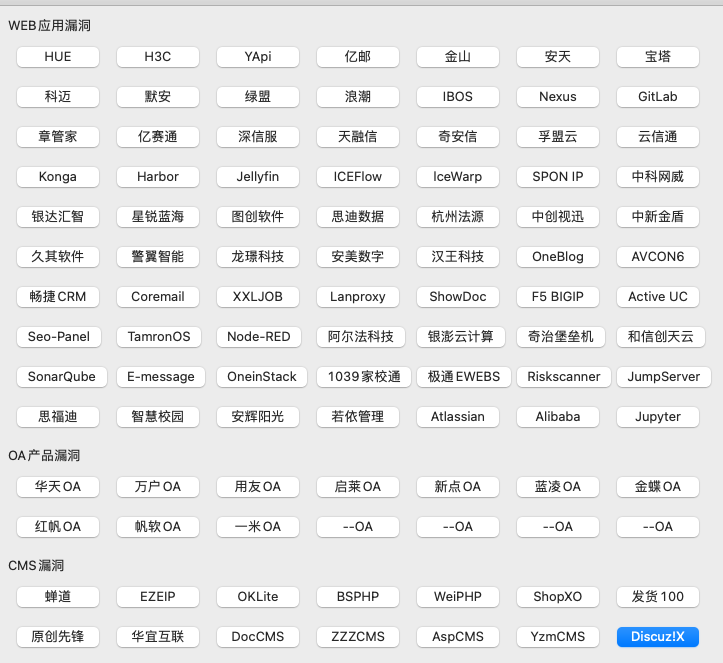 WEB应用漏洞
HUE H3C YApi 亿邮 金山 安天 宝塔
科迈 默安 绿盟 浪潮 IBOS Nexus GitLab
章管家 亿赛通 深信服 天融信 奇安信 孚盟云 云信通
Konga Harbor Jellyfin ICEFlow IceWarp SPON IP 中科网威
银达汇智 星锐蓝海 图创软件 思迪数据 杭州法源 中创视迅 中新金盾
久其软件 警翼智能 龙璟科技 安美数字 汉王科技 OneBlog AVCON6
畅捷CRM Coremail XXLJOB Lanproxy ShowDoc F5 BIGIP Active UC
Seo-Panel TamronOS Node-RED 阿尔法科技 银澎云计算 奇治堡垒机 和信创天云
SonarQube E-message OneinStack 1039家校通 极通EWEBS Riskscanner JumpServer
思福迪 智慧校园 安辉阳光 若依管理 Atlassian Alibaba Jupyter
OA产品漏洞
华天OA 万户OA 用友OA 启莱OA 新点OA 蓝凌OA 金蝶OA
红帆OA 帆软OA 一米OA --OA --OA --OA --OA
CMS漏洞
蝉道 EZEIP OKLite BSPHP WeiPHP ShopXO 发货100
原创先锋 华宜互联 DocCMS ZZZCMS AspCMS YzmCMS Discuz!X